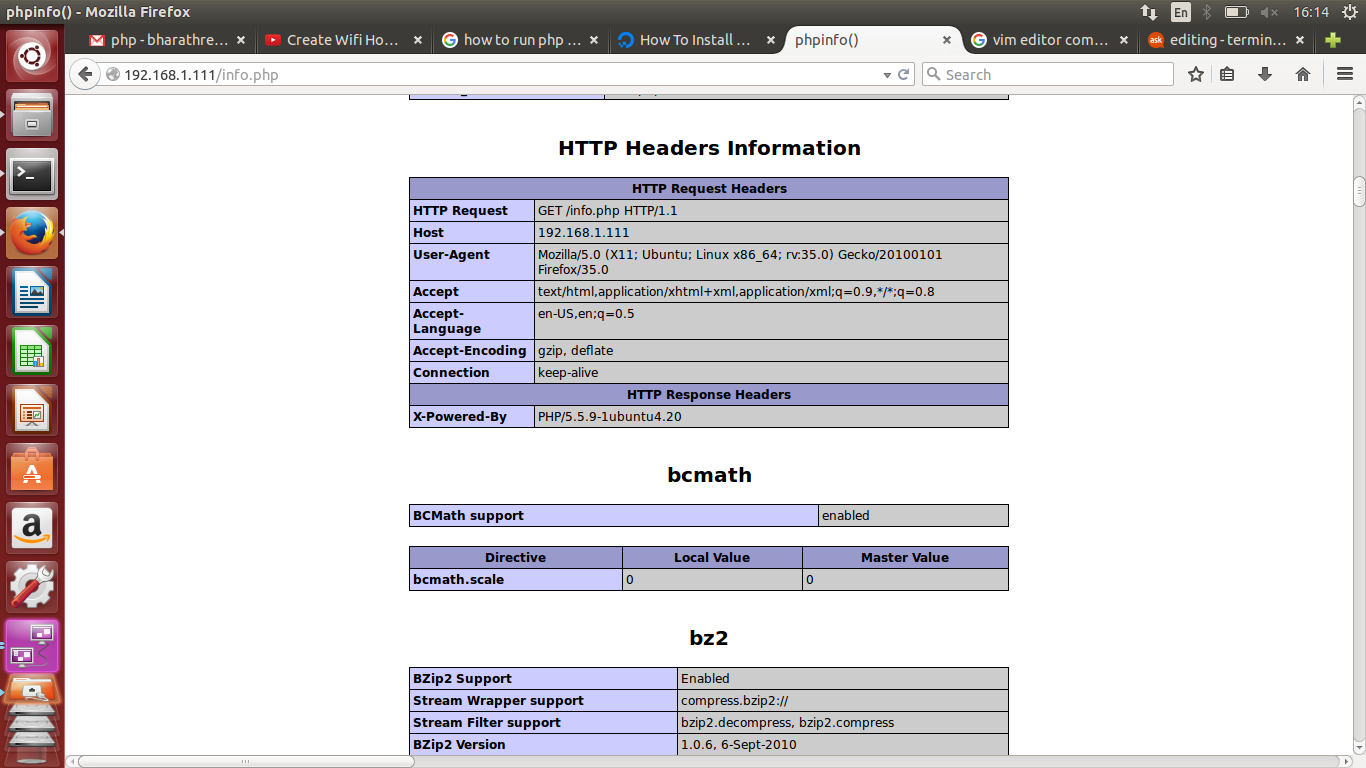 phpinfo() - Mozilla Firefox
En
16:14
php - bharathre...
Create Wifi Ho...
how to run php ...
How To Install ...
phpinfo()
vim editor com...
ask
editing - termin...
192.168.1.111/info.php
Search
HTTP Headers Information
HTTP Request Headers
HTTP Request GET /info.php HTTP/1.1
Host 192.168.1.111
User-Agent Mozilla/5.0 (X11; Ubuntu; Linux x86_64; rv:35.0) Gecko/20100101
Firefox/35.0
Accept text/html,application/xhtml+xml,application/xml;q=0.9,*/*;q=0.8
Accept- en-US,en;q=0.5
Language
Accept-Encoding gzip, deflate
Connection keep-alive
HTTP Response Headers
X-Powered-By PHP/5.5.9-1ubuntu4.20
bcmath
BCMath support enabled
Directive Local Value Master Value
bcmath.scale 0 0
bz2
BZip2 Support Enabled
Stream Wrapper support compress.bzip2://
Stream Filter support bzip2.decompress, bzip2.compress
BZip2 Version 1.0.6, 6-Sept-2010